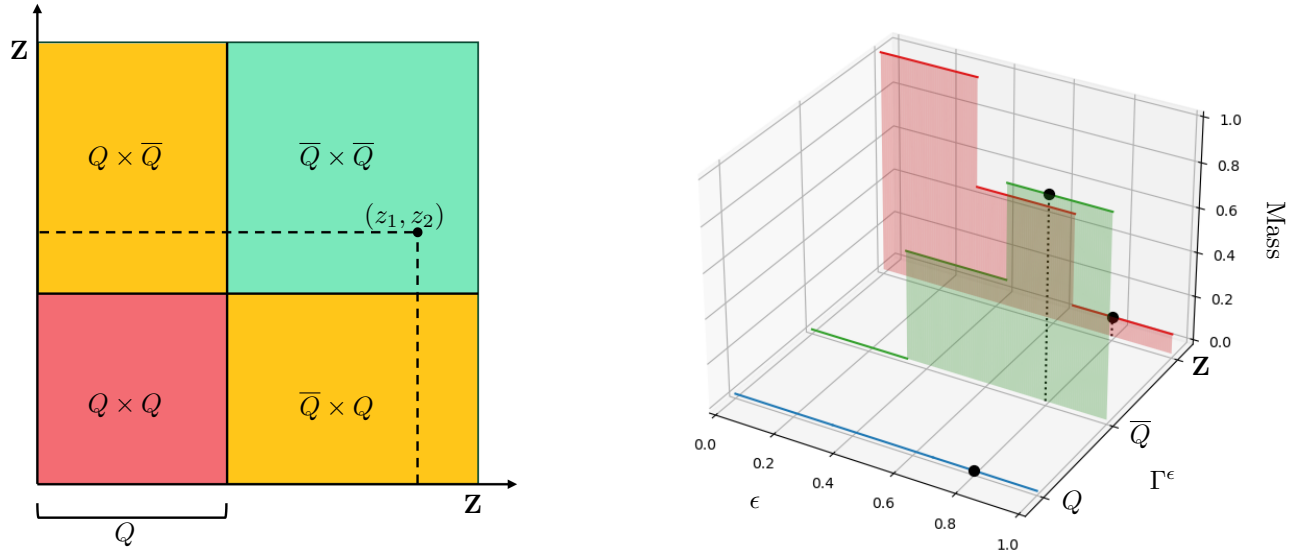 Z
Q × Q̅
Q̅ × Q̅
(z₁, z₂)
Q × Q
Q̅ × Q
Z
Q
1.0
0.8
0.6
0.4
0.2
0.0
Mass
Z
Q̅
Q
Γ^ϵ
0.0
0.2
0.4
0.6
0.8
1.0
ϵ